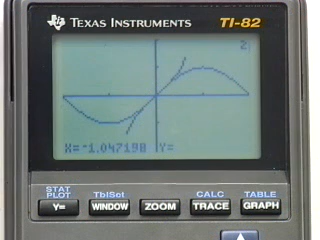 TEXAS INSTRUMENTS TI-82
2
X=-1.047198 Y=
STAT PLOT TblSet CALC TABLE
Y= WINDOW ZOOM TRACE GRAPH